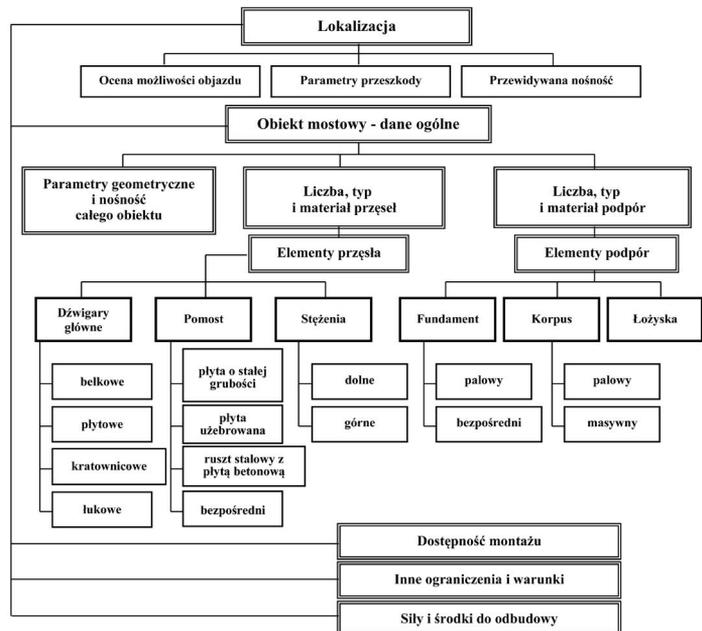 Lokalizacja
Ocena możliwości objazdu
Parametry przeszkody
Przewidywana nośność
Obiekt mostowy - dane ogólne
Parametry geometryczne
i nośność
całego obiektu
Liczba, typ
i materiał przęseł
Liczba, typ
i materiał podpór
Elementy przęsła
Elementy podpór
Dźwigary
główne
Pomost
Stężenia
Fundament
Korpus
Łożyska
belkowe
płytowe
kratownicowe
łukowe
płyta o stałej
grubości
płyta
użebrowana
ruszt stalowy z
płytą betonową
bezpośredni
dolne
górne
palowy
bezpośredni
palowy
masywny
Dostępność montażu
Inne ograniczenia i warunki
Siły i środki do odbudowy